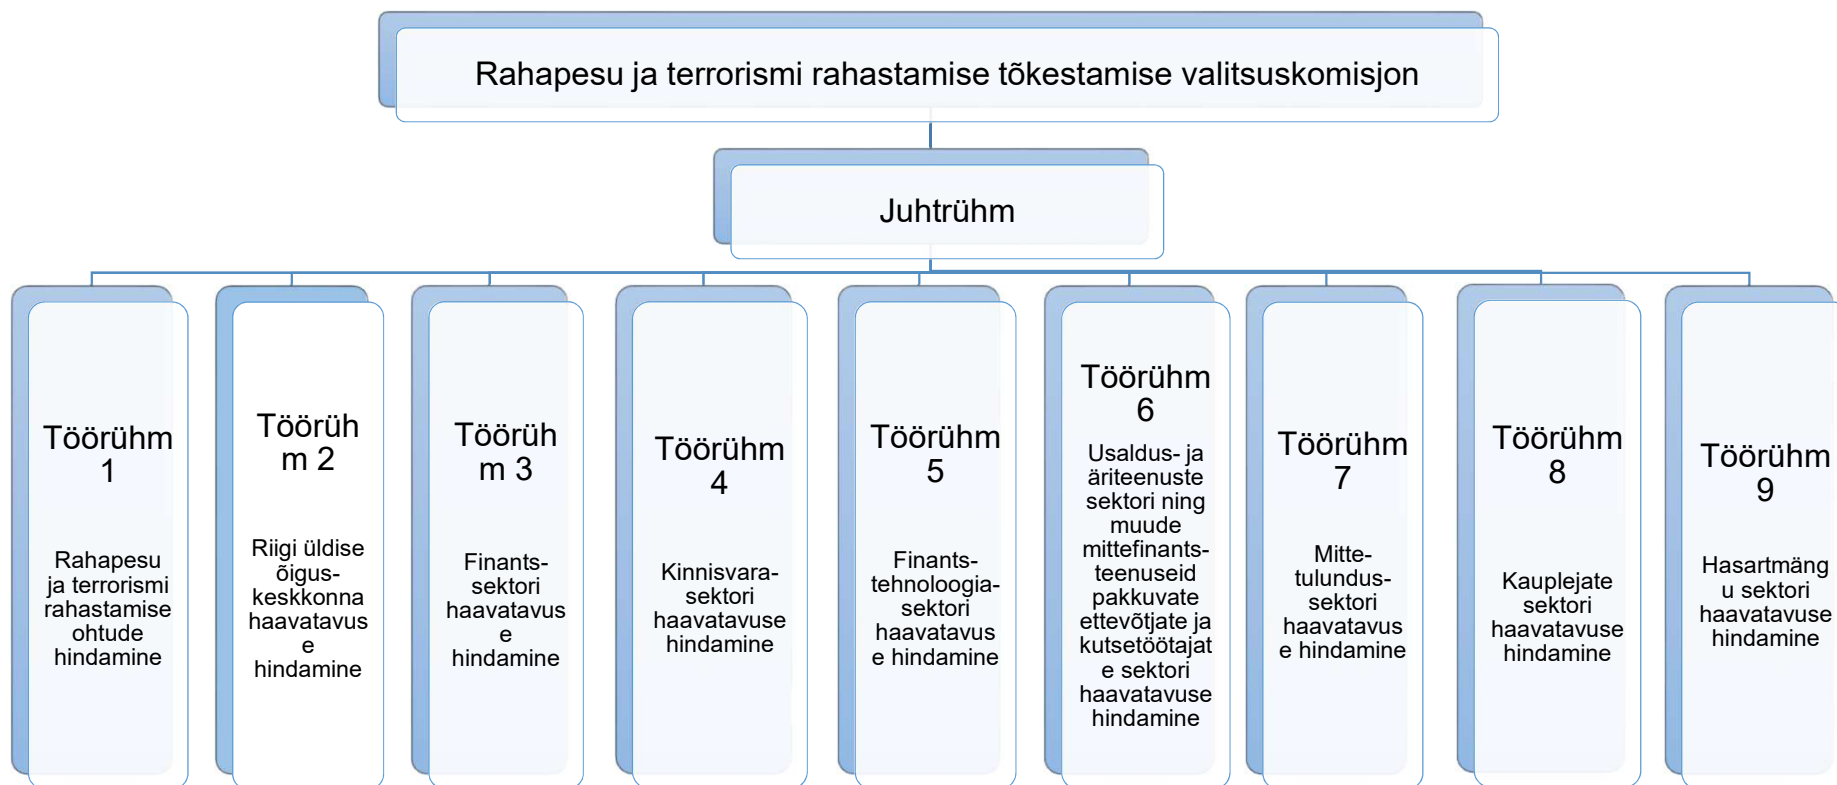 Rahapesu ja terrorismi rahastamise tõkestamise valitsuskomisjon
Juhtrühm
Töörühm
1
Rahapesu
ja terrorismi
rahastamise
ohtude
hindamine
Töörüh
m 2
Riigi üldise
õigus-
keskkonna
haavatavus
e
hindamine
Töörüh
m 3
Finants-
sektori
haavatavus
e
hindamine
Töörühm
4
Kinnisvara-
sektori
haavatavuse
hindamine
Töörühm
5
Finants-
tehnoloogia-
sektori
haavatavus
e hindamine
Töörühm
6
Usaldus- ja
äriteenuste
sektori ning
muude
mittefinants-
teenuseid
pakkuvate
ettevõtjate ja
kutsetöötajat
e sektori
haavatavuse
hindamine
Töörühm
7
Mitte-
tulundus-
sektori
haavatavus
e hindamine
Töörühm
8
Kauplejate
sektori
haavatavuse
hindamine
Töörühm
9
Hasartmäng
u sektori
haavatavuse
hindamine